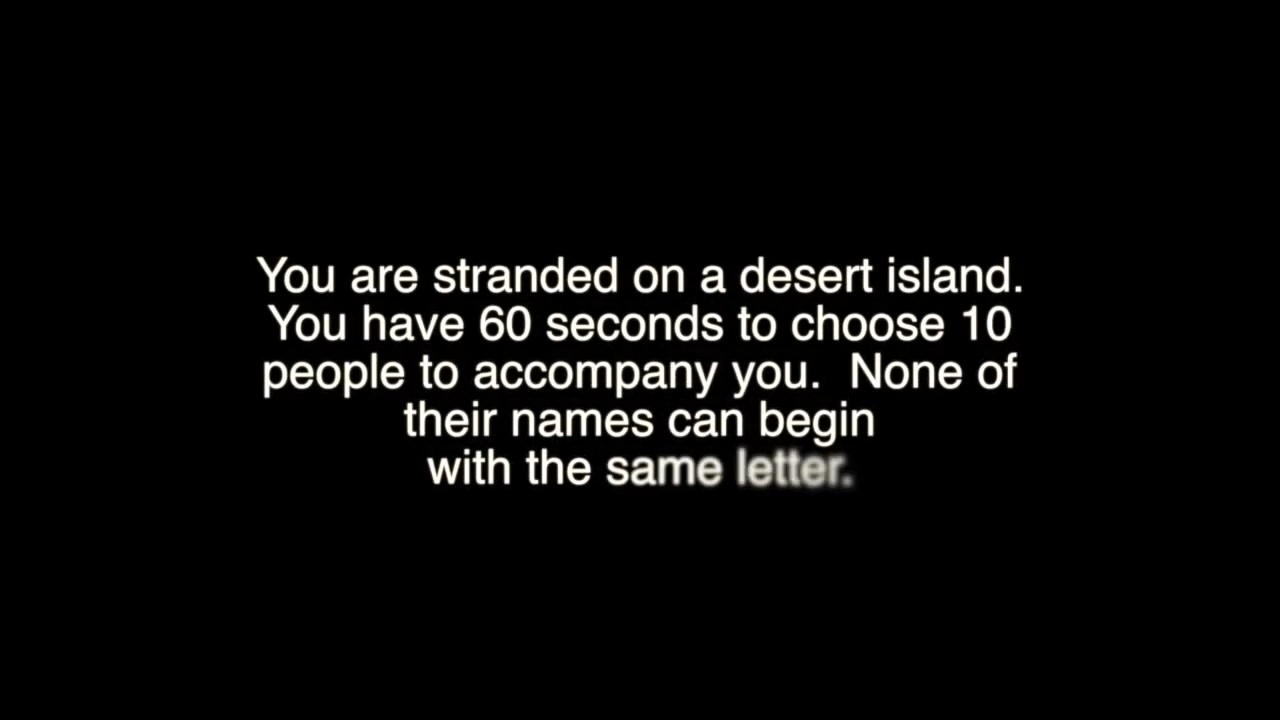 You are stranded on a desert island.
You have 60 seconds to choose 10
people to accompany you.  None of
their names can begin
with the same letter.